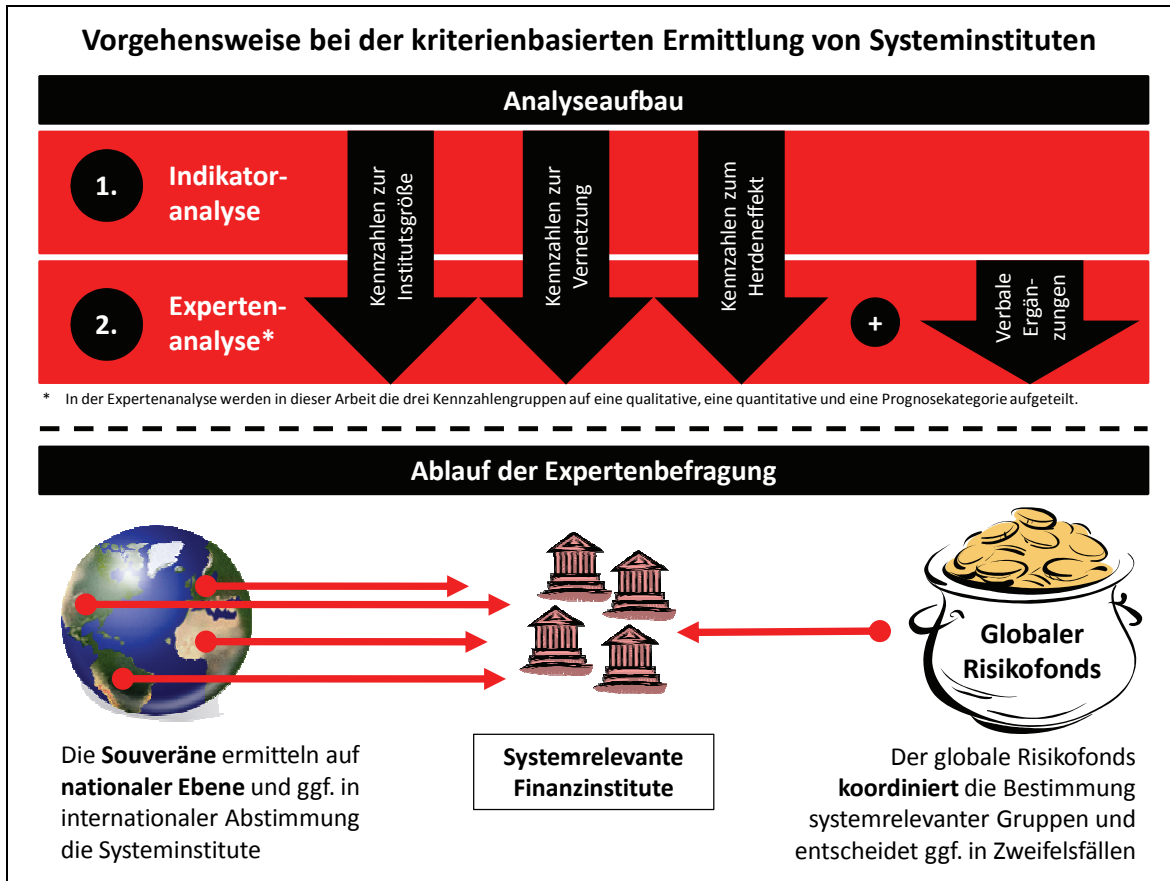 Vorgehensweise bei der kriterienbasierten Ermittlung von Systeminstituten
Analyseaufbau
1.
Indikator-
analyse
Kennzahlen zur
Institutsgröße
Kennzahlen zur
Vernetzung
Kennzahlen zum
Herdeneffekt
2.
Experten-
analyse*
+
Verbale
Ergän-
zungen
* In der Expertenanalyse werden in dieser Arbeit die drei Kennzahlengruppen auf eine qualitative, eine quantitative und eine Prognosekategorie aufgeteilt.
Ablauf der Expertenbefragung
Globaler
Risikofonds
Die Souveräne ermitteln auf
nationaler Ebene und ggf. in
internationaler Abstimmung
die Systeminstitute
Systemrelevante
Finanzinstitute
Der globale Risikofonds
koordiniert die Bestimmung
systemrelevanter Gruppen und
entscheidet ggf. in Zweifelsfällen